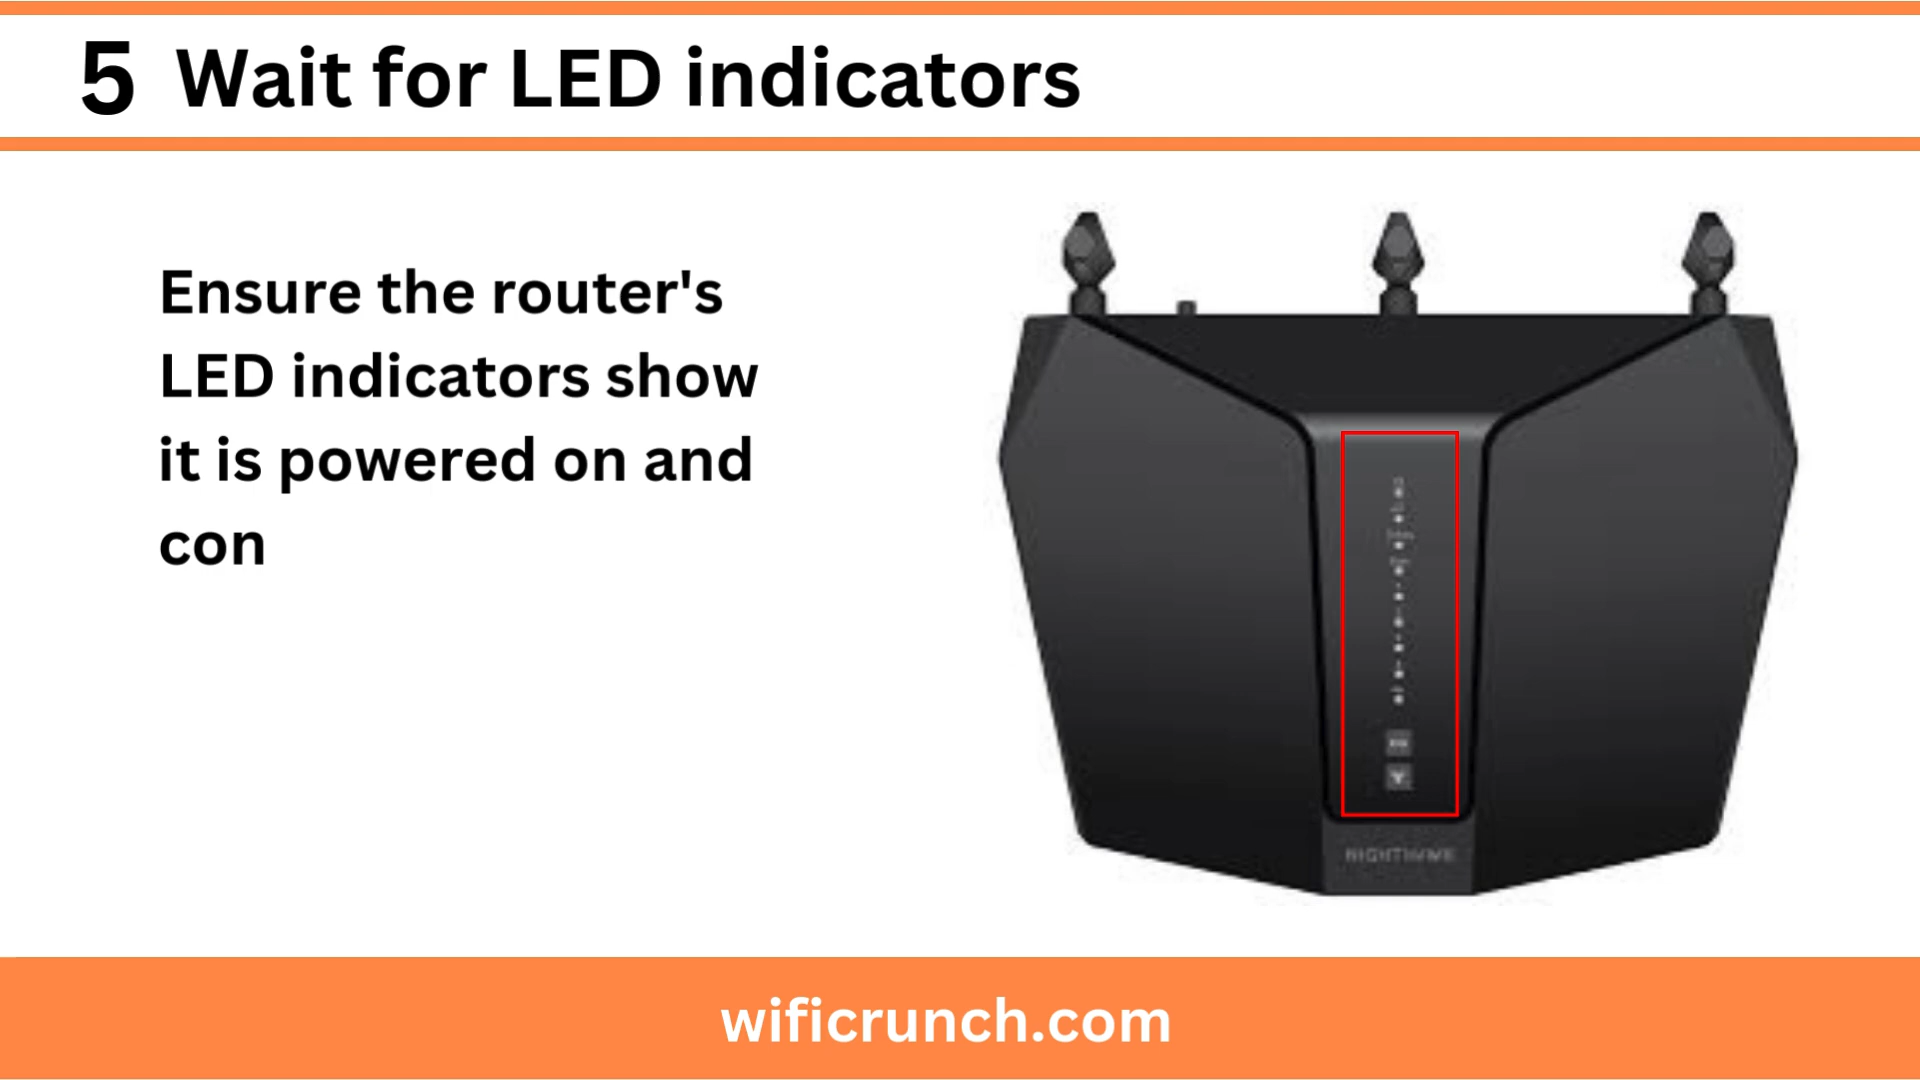 5 Wait for LED indicators
Ensure the router's
LED indicators show
it is powered on and
con
NIGHTHAWK
wificrunch.com